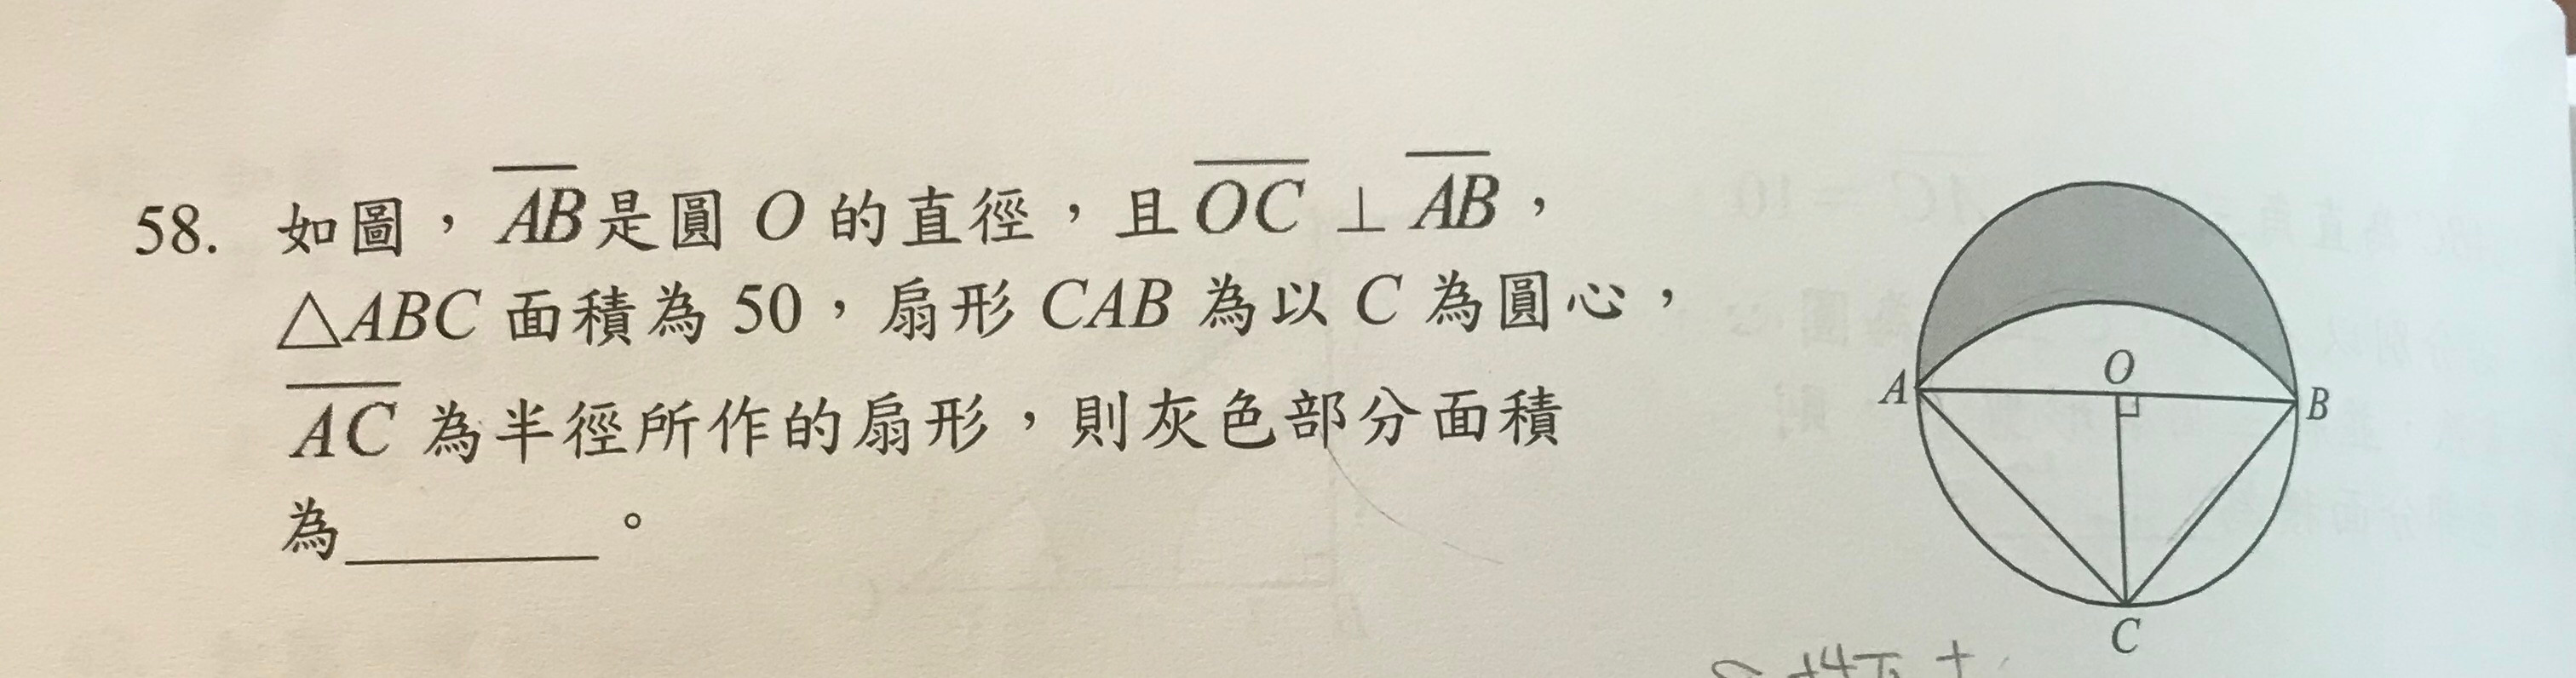 58. 如圖，AB是圓 O 的直徑，且OC⊥AB，
△ABC 面積為 50，扇形 CAB 為以 C 為圓心，
AC 為半徑所作的扇形，則灰色部分面積
為________。
A
O
B
C